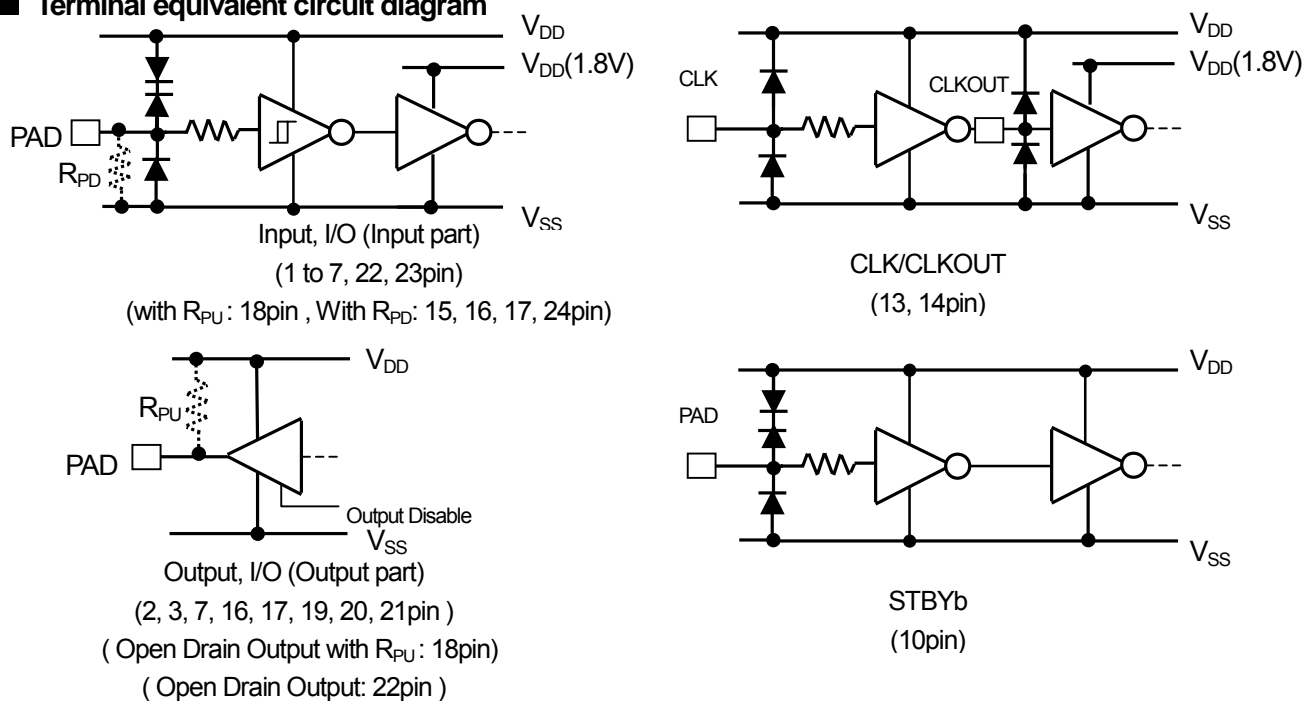 ■ Terminal equivalent circuit diagram
VDD
VDD(1.8V)
PAD
RPD
VSS
Input, I/O (Input part)
(1 to 7, 22, 23pin)
(with RPU : 18pin , With RPD: 15, 16, 17, 24pin)
VDD
VDD(1.8V)
CLK
CLKOUT
VSS
CLK/CLKOUT
(13, 14pin)
VDD
RPU
PAD
Output Disable
VSS
Output, I/O (Output part)
(2, 3, 7, 16, 17, 19, 20, 21pin )
( Open Drain Output with RPU : 18pin)
( Open Drain Output: 22pin )
VDD
PAD
VSS
STBYb
(10pin)